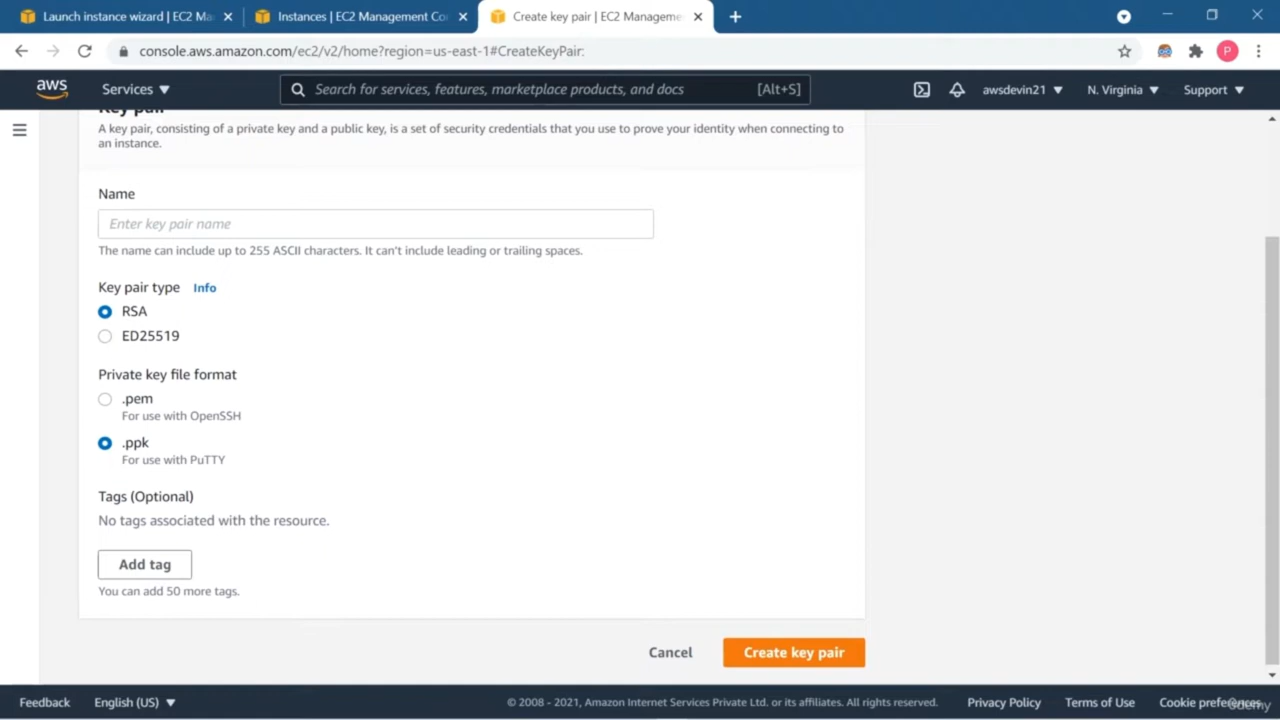 Launch instance wizard | EC2 Ma
Instances | EC2 Management Co
Create key pair | EC2 Manageme
console.aws.amazon.com/ec2/v2/home?region=us-east-1#CreateKeyPair:
P
aws
Services
Search for services, features, marketplace products, and docs
[Alt+S]
awsdevin21
N. Virginia
Support
Key pair
A key pair, consisting of a private key and a public key, is a set of security credentials that you use to prove your identity when connecting to
an instance.
Name
Enter key pair name
The name can include up to 255 ASCII characters. It can't include leading or trailing spaces.
Key pair type Info
RSA
ED25519
Private key file format
.pem
For use with OpenSSH
.ppk
For use with PuTTY
Tags (Optional)
No tags associated with the resource.
Add tag
You can add 50 more tags.
Cancel
Create key pair
Feedback
English (US)
© 2008 - 2021, Amazon Internet Services Private Ltd. or its affiliates. All rights reserved.
Privacy Policy
Terms of Use
Cookie preferences
Udemy